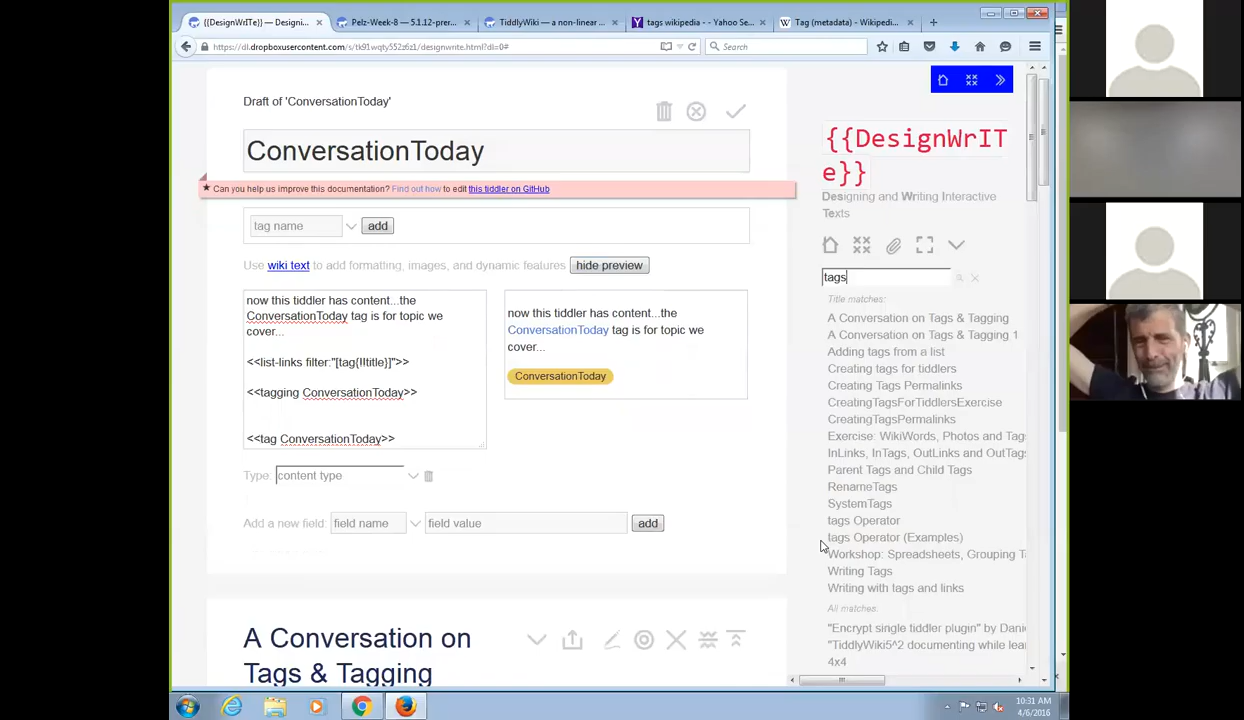 {{DesignWrITe}} — Designi...
Pelz-Week-8 — 5.1.12-prer...
TiddlyWiki — a non-linear ...
tags wikipedia - - Yahoo Se...
Tag (metadata) - Wikipedi...
https://dl.dropboxusercontent.com/s/tk91wqty552z6z1/designwrite.html?dl=0#
Search
Draft of 'ConversationToday'
ConversationToday
Can you help us improve this documentation? Find out how to edit this tiddler on GitHub
tag name
add
Use wiki text to add formatting, images, and dynamic features
hide preview
now this tiddler has content...the
ConversationToday tag is for topic we
cover...
<<list-links filter:"[tag{!!title}]">>
<<tagging ConversationToday>>
<<tag ConversationToday>>
now this tiddler has content...the
ConversationToday tag is for topic we
cover...
ConversationToday
Type: content type
Add a new field: field name
field value
add
A Conversation on
Tags & Tagging
{{DesignWrIT
e}}
Designing and Writing Interactive
Texts
tags
Title matches:
A Conversation on Tags & Tagging
A Conversation on Tags & Tagging 1
Adding tags from a list
Creating tags for tiddlers
Creating Tags Permalinks
CreatingTagsForTiddlersExercise
CreatingTagsPermalinks
Exercise: WikiWords, Photos and Tag
InLinks, InTags, OutLinks and OutTag
Parent Tags and Child Tags
RenameTags
SystemTags
tags Operator
tags Operator (Examples)
Workshop: Spreadsheets, Grouping T
Writing Tags
Writing with tags and links
All matches:
"Encrypt single tiddler plugin" by Danie
"TiddlyWiki5^2 documenting while lear
4x4
10:31 AM
4/6/2016